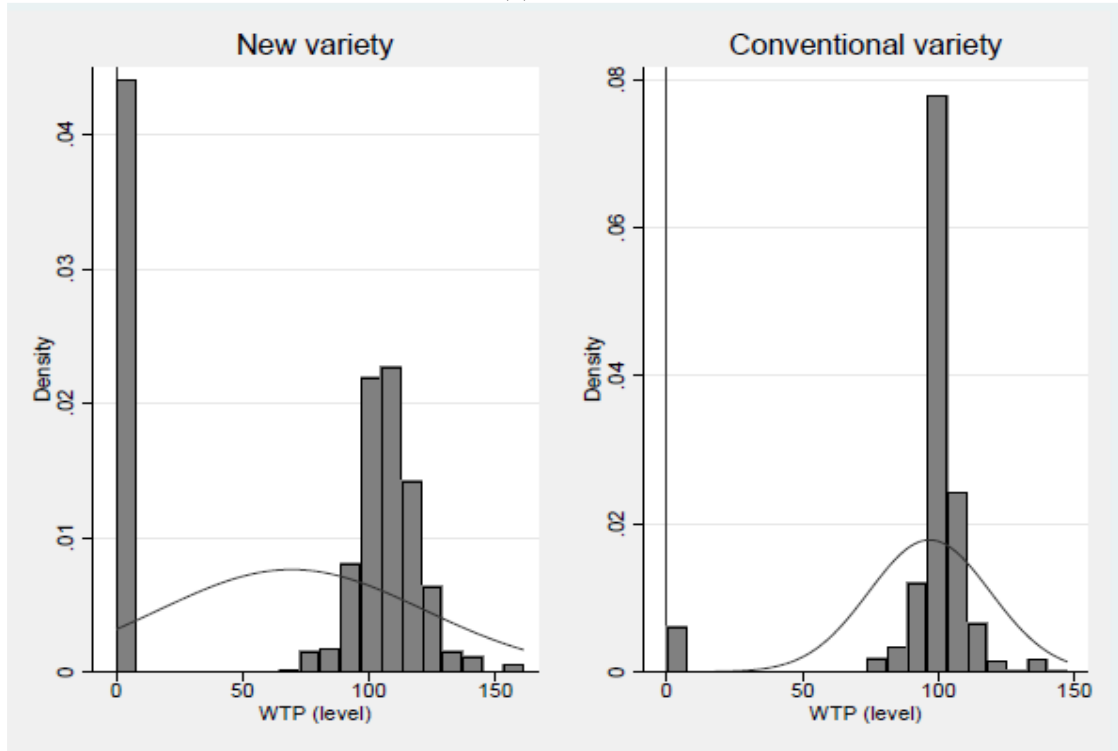 New variety
Density
.04
.03
.02
.01
0
0 50 100 150
WTP (level)
Conventional variety
Density
.08
.06
.04
.02
0
0 50 100 150
WTP (level)